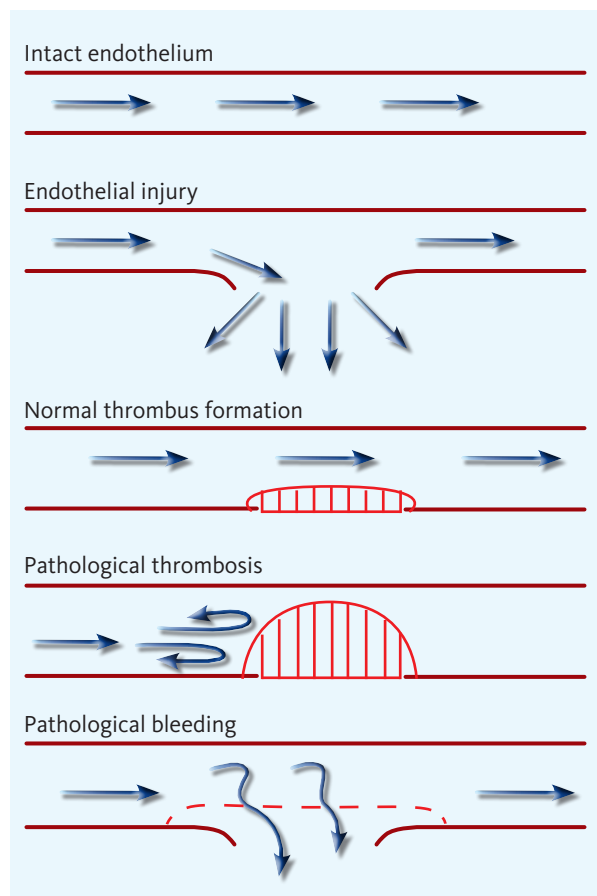 Intact endothelium
Endothelial injury
Normal thrombus formation
Pathological thrombosis
Pathological bleeding